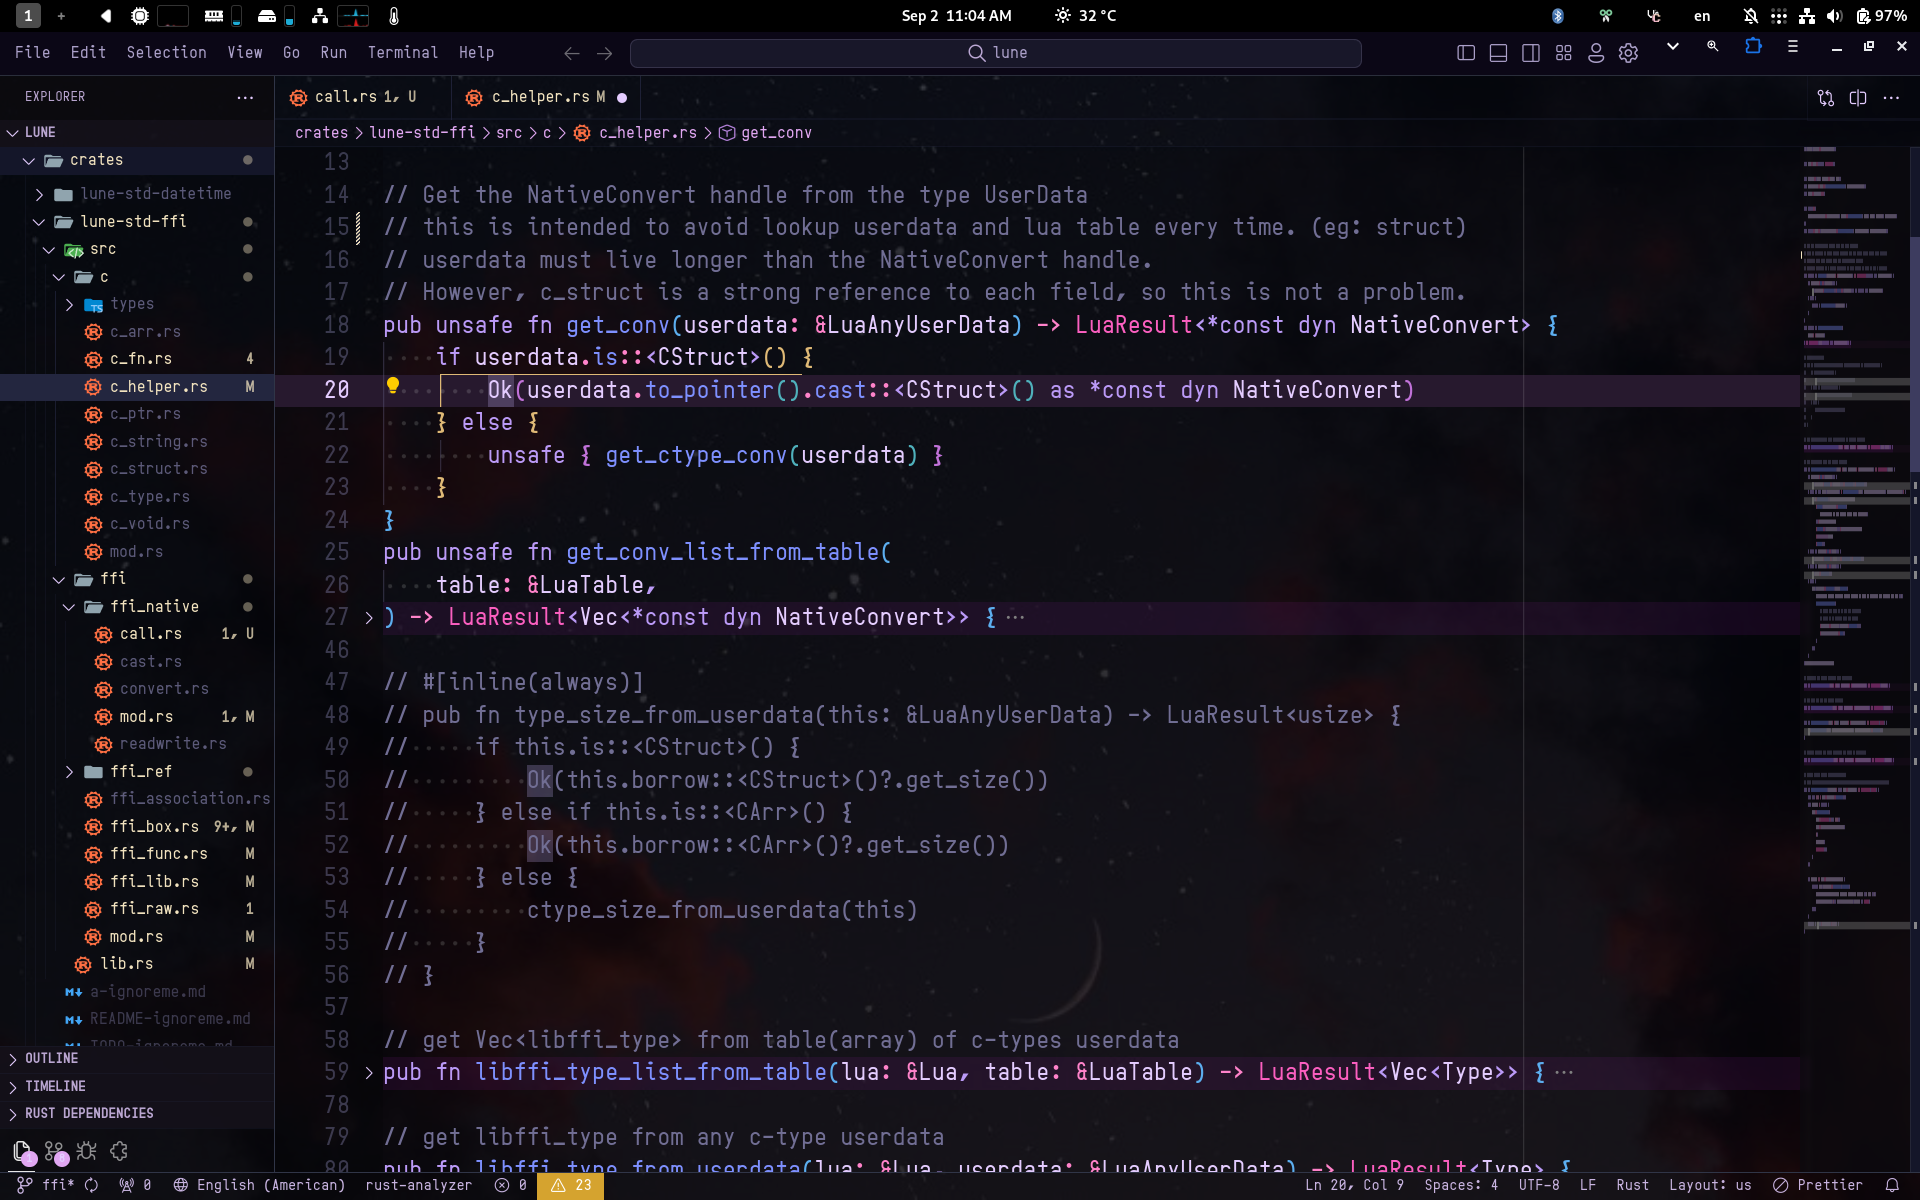 1 + Sep 2 11:04 AM 32 °C en 97%
File Edit Selection View Go Run Terminal Help lune
EXPLORER
call.rs 1, U
c_helper.rs M
LUNE
crates > lune-std-ffi > src > c > c_helper.rs > get_conv
crates
lune-std-datetime
lune-std-ffi
src
c
types
c_arr.rs
c_fn.rs 4
c_helper.rs M
c_ptr.rs
c_string.rs
c_struct.rs
c_type.rs
c_void.rs
mod.rs
ffi
ffi_native
call.rs 1, U
cast.rs
convert.rs
mod.rs 1, M
readwrite.rs
ffi_ref
ffi_association.rs
ffi_box.rs 9+, M
ffi_func.rs M
ffi_lib.rs M
ffi_raw.rs 1
mod.rs M
lib.rs M
a-ignoreme.md
README-ignoreme.md
TODO-ignoreme.md
OUTLINE
TIMELINE
RUST DEPENDENCIES
13
14 // Get the NativeConvert handle from the type UserData
15 // this is intended to avoid lookup userdata and lua table every time. (eg: struct)
16 // userdata must live longer than the NativeConvert handle.
17 // However, c_struct is a strong reference to each field, so this is not a problem.
18 pub unsafe fn get_conv(userdata: &LuaAnyUserData) -> LuaResult<*const dyn NativeConvert> {
19 ····if userdata.is::<CStruct>() {
20 ········Ok(userdata.to_pointer().cast::<CStruct>() as *const dyn NativeConvert)
21 ····} else {
22 ········unsafe { get_ctype_conv(userdata) }
23 ····}
24 }
25 pub unsafe fn get_conv_list_from_table(
26 ····table: &LuaTable,
27 ) -> LuaResult<Vec<*const dyn NativeConvert>> { ···
46
47 // #[inline(always)]
48 // pub fn type_size_from_userdata(this: &LuaAnyUserData) -> LuaResult<usize> {
49 //·····if this.is::<CStruct>() {
50 //·········Ok(this.borrow::<CStruct>()?.get_size())
51 //·····} else if this.is::<CArr>() {
52 //·········Ok(this.borrow::<CArr>()?.get_size())
53 //·····} else {
54 //·········ctype_size_from_userdata(this)
55 //·····}
56 // }
57
58 // get Vec<libffi_type> from table(array) of c-types userdata
59 pub fn libffi_type_list_from_table(lua: &Lua, table: &LuaTable) -> LuaResult<Vec<Type>> { ···
78
79 // get libffi_type from any c-type userdata
80 pub fn libffi_type_from_userdata(lua: &Lua, userdata: &LuaAnyUserData) -> LuaResult<Type> {
ffi* 0 English (American) rust-analyzer 0 23 Ln 20, Col 9 Spaces: 4 UTF-8 LF Rust Layout: us Prettier